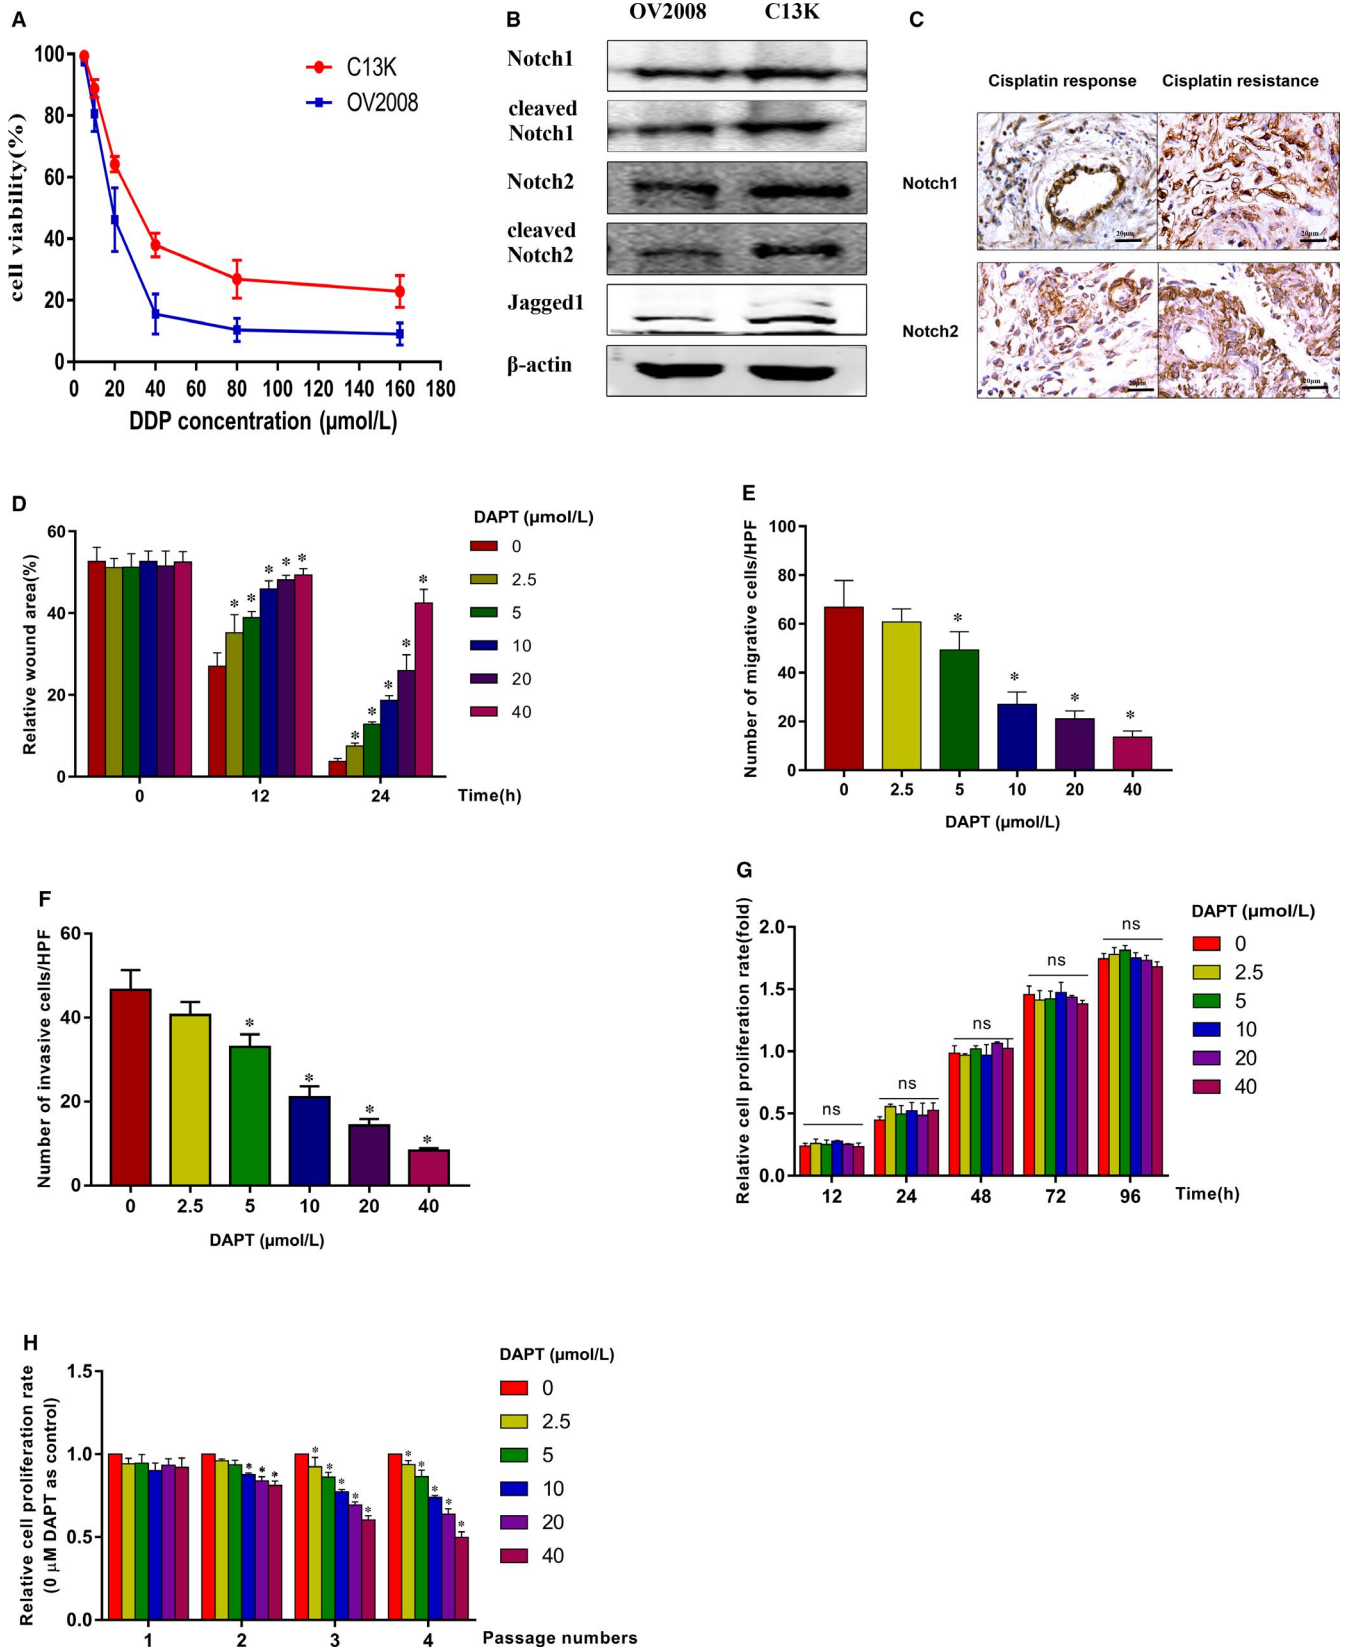 A
100
80
60
40
20
0
cell viability(%)
C13K
OV2008
0 20 40 60 80 100 120 140 160 180
DDP concentration (µmol/L)
B
OV2008 C13K
Notch1
cleaved
Notch1
Notch2
cleaved
Notch2
Jagged1
β-actin
C
Cisplatin response Cisplatin resistance
Notch1
20µm 20µm
Notch2
20µm 20µm
D
60
40
20
0
Relative wound area(%)
* * * * *
* * * * *
0 12 24 Time(h)
DAPT (µmol/L)
0
2.5
5
10
20
40
E
100
80
60
40
20
0
Number of migrative cells/HPF
* * * *
0 2.5 5 10 20 40
DAPT (µmol/L)
F
60
40
20
0
Number of invasive cells/HPF
* * * *
0 2.5 5 10 20 40
DAPT (µmol/L)
G
2.0
1.5
1.0
0.5
0.0
Relative cell proliferation rate(fold)
ns ns ns ns ns
12 24 48 72 96 Time(h)
DAPT (µmol/L)
0
2.5
5
10
20
40
H
1.5
1.0
0.5
0.0
Relative cell proliferation rate
(0 µM DAPT as control)
* * *
* * * * *
* * * * *
1 2 3 4 Passage numbers
DAPT (µmol/L)
0
2.5
5
10
20
40